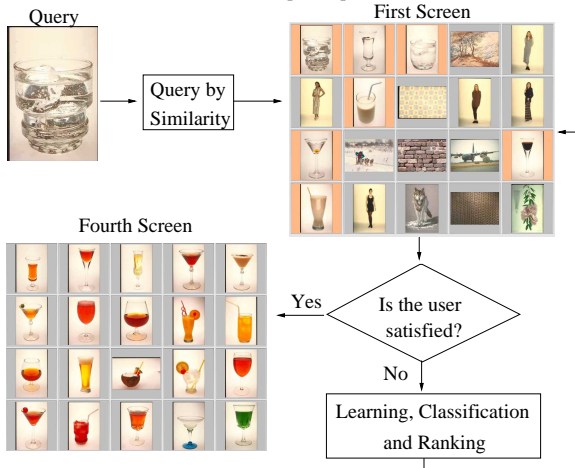 Query
First Screen
Query by
Similarity
Fourth Screen
Yes
Is the user
satisfied?
No
Learning, Classification
and Ranking